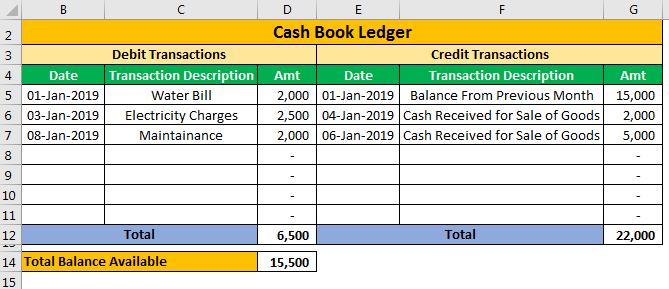 B C D E F G
2 Cash Book Ledger
3 Debit Transactions Credit Transactions
4 Date Transaction Description Amt Date Transaction Description Amt
5 01-Jan-2019 Water Bill 2,000 01-Jan-2019 Balance From Previous Month 15,000
6 03-Jan-2019 Electricity Charges 2,500 04-Jan-2019 Cash Received for Sale of Goods 2,000
7 08-Jan-2019 Maintainance 2,000 06-Jan-2019 Cash Received for Sale of Goods 5,000
8 - -
9 - -
10 - -
11 - -
12 Total 6,500 Total 22,000
14 Total Balance Available 15,500
15